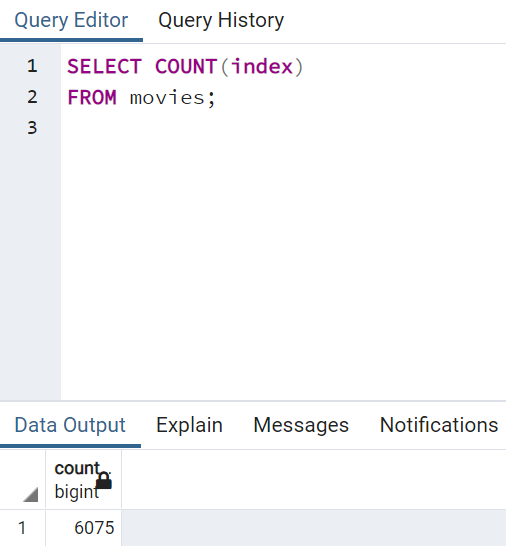 Query Editor Query History
1 SELECT COUNT(index)
2 FROM movies;
3
Data Output Explain Messages Notifications
count
bigint
1 6075